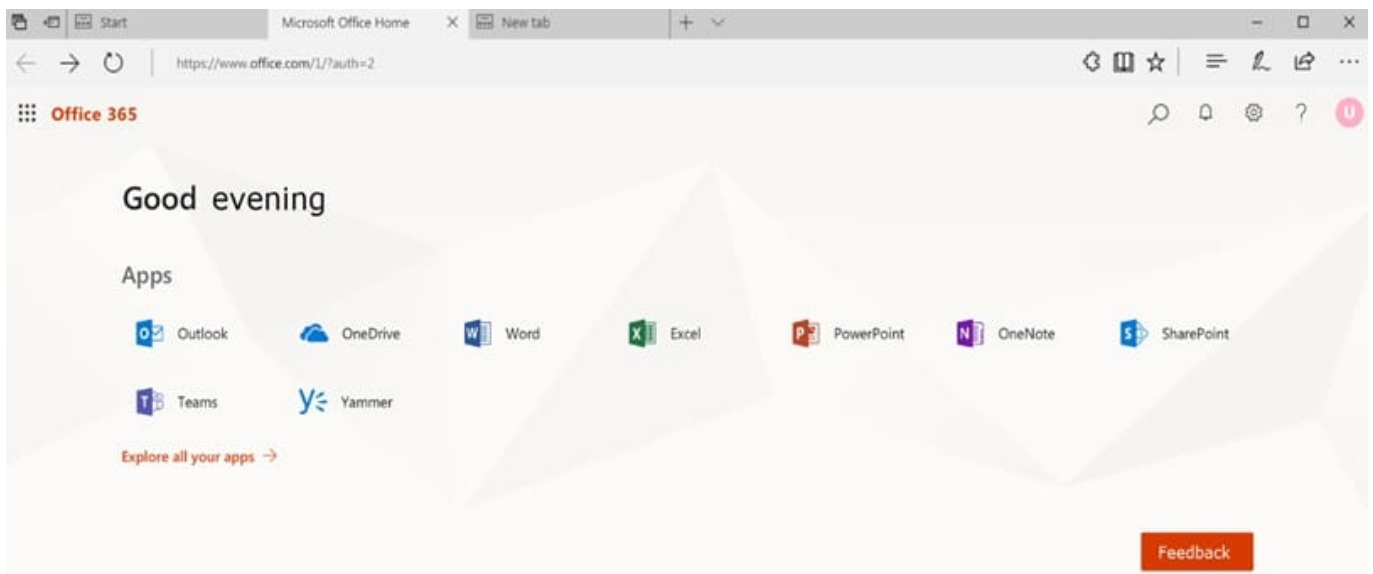 Start Microsoft Office Home New tab
https://www.office.com/1/?auth=2
Office 365 ? U
Good evening
Apps
Outlook OneDrive Word Excel PowerPoint OneNote SharePoint
Teams Yammer
Explore all your apps →
Feedback